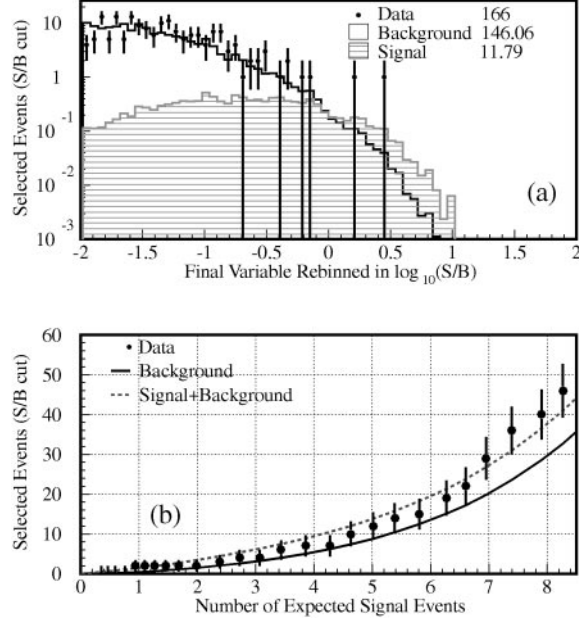 Selected Events (S/B cut)
10
1
10⁻¹
10⁻²
10⁻³
Data 166
Background 146.06
Signal 11.79
(a)
-2 -1.5 -1 -0.5 0 0.5 1 1.5 2
Final Variable Rebinned in log₁₀(S/B)
Selected Events (S/B cut)
60
50
40
30
20
10
0
Data
Background
Signal+Background
(b)
0 1 2 3 4 5 6 7 8
Number of Expected Signal Events